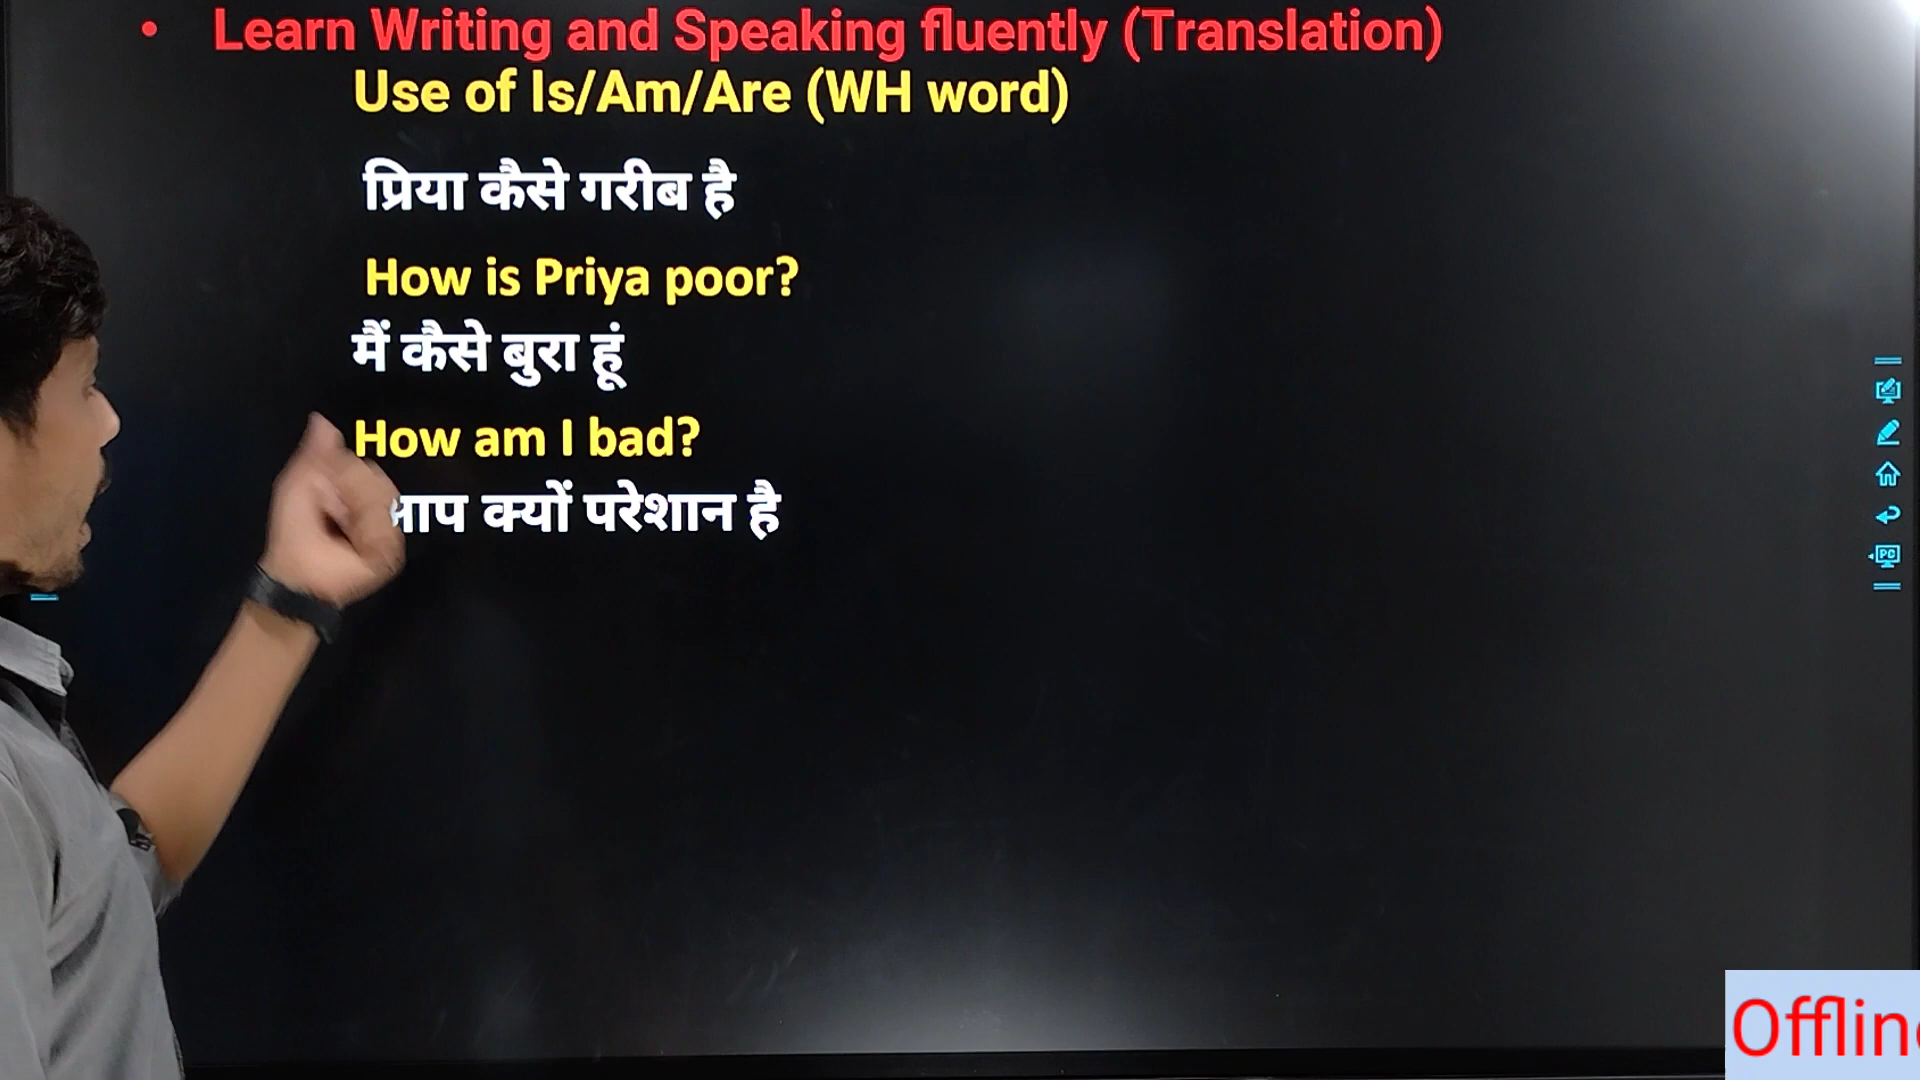 • Learn Writing and Speaking fluently (Translation)
Use of Is/Am/Are (WH word)
प्रिया कैसे गरीब है
How is Priya poor?
मैं कैसे बुरा हूं
How am I bad?
क्यों परेशान है
PC